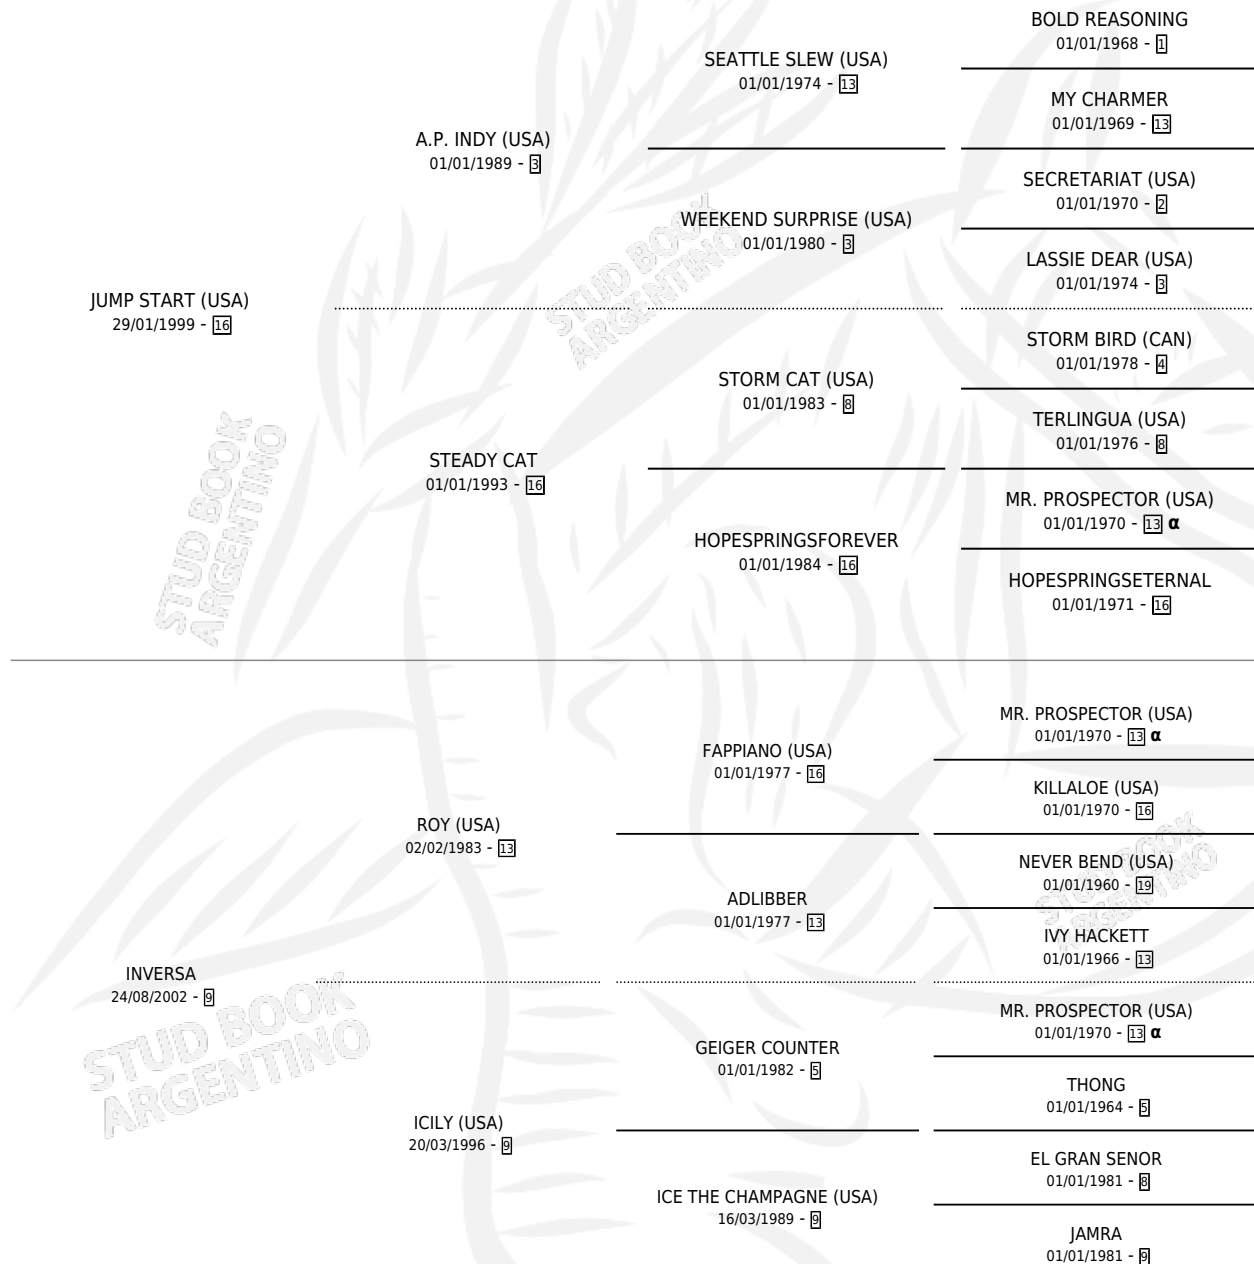 BOLD REASONING
01/01/1968 - 1
SEATTLE SLEW (USA)
01/01/1974 - 13
MY CHARMER
01/01/1969 - 13
A.P. INDY (USA)
01/01/1989 - 3
SECRETARIAT (USA)
01/01/1970 - 2
WEEKEND SURPRISE (USA)
01/01/1980 - 3
LASSIE DEAR (USA)
01/01/1974 - 3
STUD BOOK
ARGENTINO
JUMP START (USA)
29/01/1999 - 16
STORM BIRD (CAN)
01/01/1978 - 4
STORM CAT (USA)
01/01/1983 - 8
TERLINGUA (USA)
01/01/1976 - 8
STEADY CAT
01/01/1993 - 16
MR. PROSPECTOR (USA)
01/01/1970 - 13 α
HOPESPRINGSFOREVER
01/01/1984 - 16
HOPESPRINGSETERNAL
01/01/1971 - 16
STUD BOOK
ARGENTINO
MR. PROSPECTOR (USA)
01/01/1970 - 13 α
FAPPIANO (USA)
01/01/1977 - 16
KILLALOE (USA)
01/01/1970 - 16
ROY (USA)
02/02/1983 - 13
NEVER BEND (USA)
01/01/1960 - 19
ADLIBBER
01/01/1977 - 13
IVY HACKETT
01/01/1966 - 13
STUD BOOK
ARGENTINO
INVERSA
24/08/2002 - 9
MR. PROSPECTOR (USA)
01/01/1970 - 13 α
GEIGER COUNTER
01/01/1982 - 5
THONG
01/01/1964 - 5
ICILY (USA)
20/03/1996 - 9
EL GRAN SENOR
01/01/1981 - 8
ICE THE CHAMPAGNE (USA)
16/03/1989 - 9
JAMRA
01/01/1981 - 9
STUD BOOK
ARGENTINO